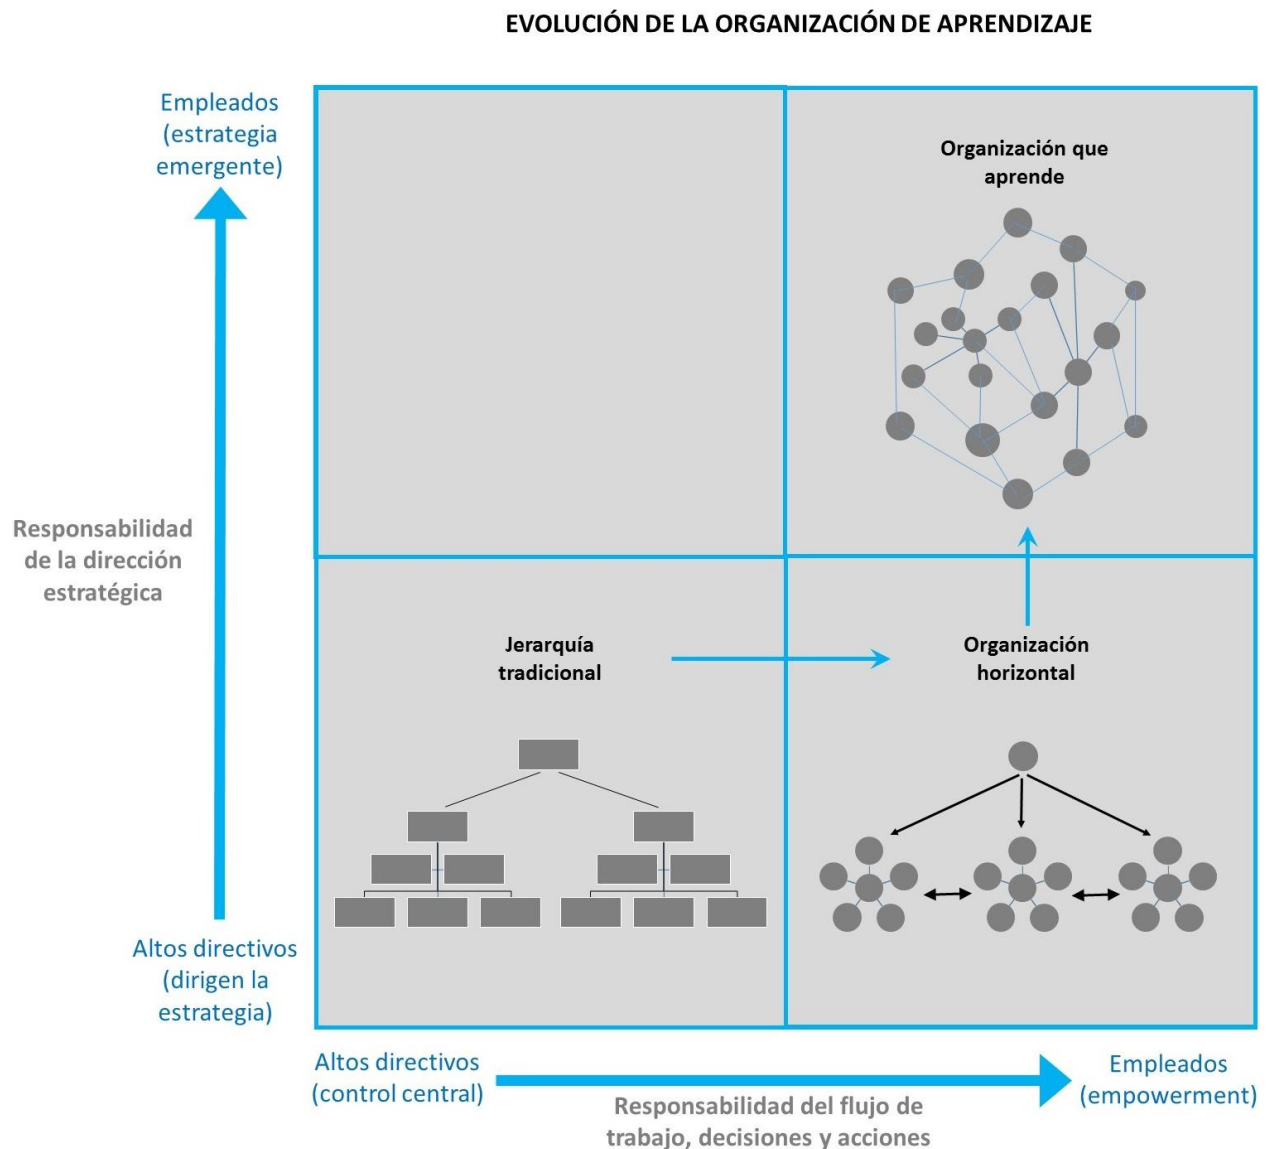 EVOLUCIÓN DE LA ORGANIZACIÓN DE APRENDIZAJE
Empleados
(estrategia
emergente)
Organización que
aprende
Responsabilidad
de la dirección
estratégica
Jerarquía
tradicional
Organización
horizontal
Altos directivos
(dirigen la
estrategia)
Altos directivos
(control central)
Responsabilidad del flujo de
trabajo, decisiones y acciones
Empleados
(empowerment)